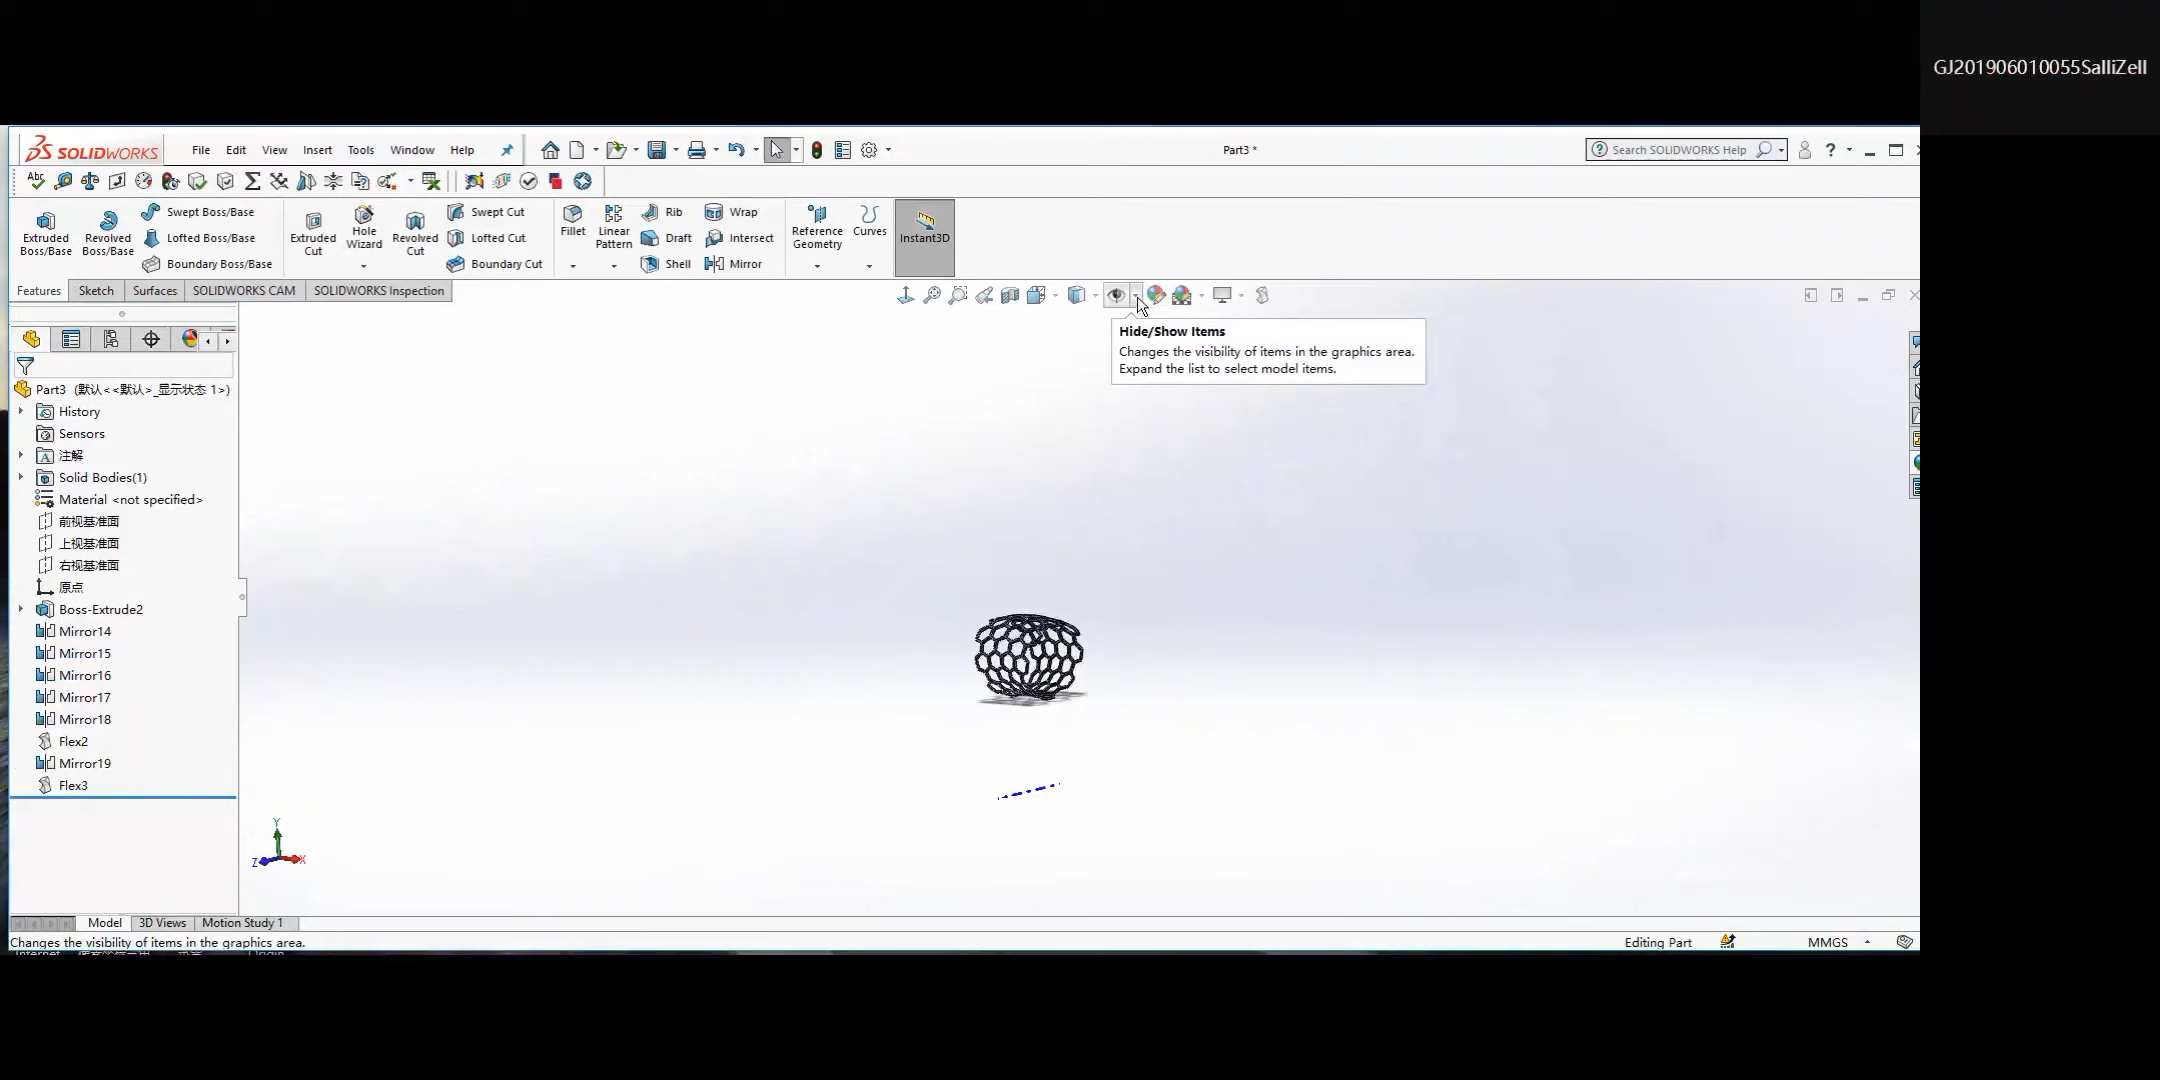 GJ201906010055SalliZell
SOLIDWORKS File Edit View Insert Tools Window Help Part3 * Search SOLIDWORKS Help
Extruded Boss/Base
Revolved Boss/Base
Swept Boss/Base
Lofted Boss/Base
Boundary Boss/Base
Extruded Cut
Hole Wizard
Revolved Cut
Swept Cut
Lofted Cut
Boundary Cut
Fillet
Linear Pattern
Rib
Draft
Shell
Wrap
Intersect
Mirror
Reference Geometry
Curves
Instant3D
Features Sketch Surfaces SOLIDWORKS CAM SOLIDWORKS Inspection
Hide/Show Items
Changes the visibility of items in the graphics area.
Expand the list to select model items.
Part3 (默认<<默认>_显示状态 1>)
History
Sensors
注解
Solid Bodies(1)
Material <not specified>
前视基准面
上视基准面
右视基准面
原点
Boss-Extrude2
Mirror14
Mirror15
Mirror16
Mirror17
Mirror18
Flex2
Mirror19
Flex3
Y
Z X
Model 3D Views Motion Study 1
Changes the visibility of items in the graphics area. Editing Part MMGS